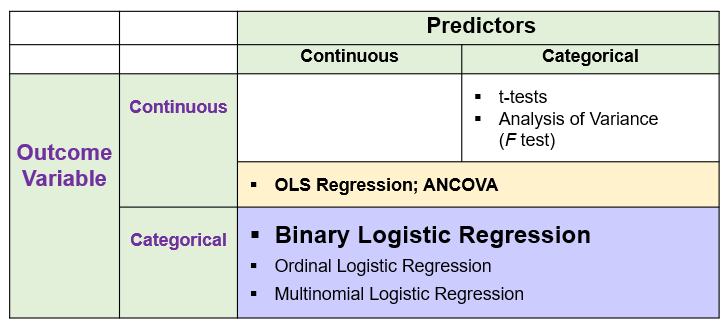 Predictors
Continuous
Categorical
Outcome
Variable
Continuous
▪ t-tests
▪ Analysis of Variance
(F test)
▪ OLS Regression; ANCOVA
Categorical
▪ Binary Logistic Regression
▪ Ordinal Logistic Regression
▪ Multinomial Logistic Regression